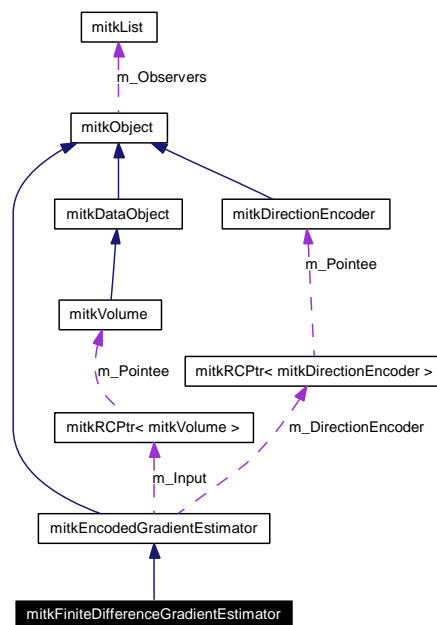 mitkList
m_Observers
mitkObject
mitkDataObject
mitkDirectionEncoder
m_Pointee
mitkVolume
m_Pointee
mitkRCPtr< mitkDirectionEncoder >
mitkRCPtr< mitkVolume >
m_DirectionEncoder
m_Input
mitkEncodedGradientEstimator
mitkFiniteDifferenceGradientEstimator